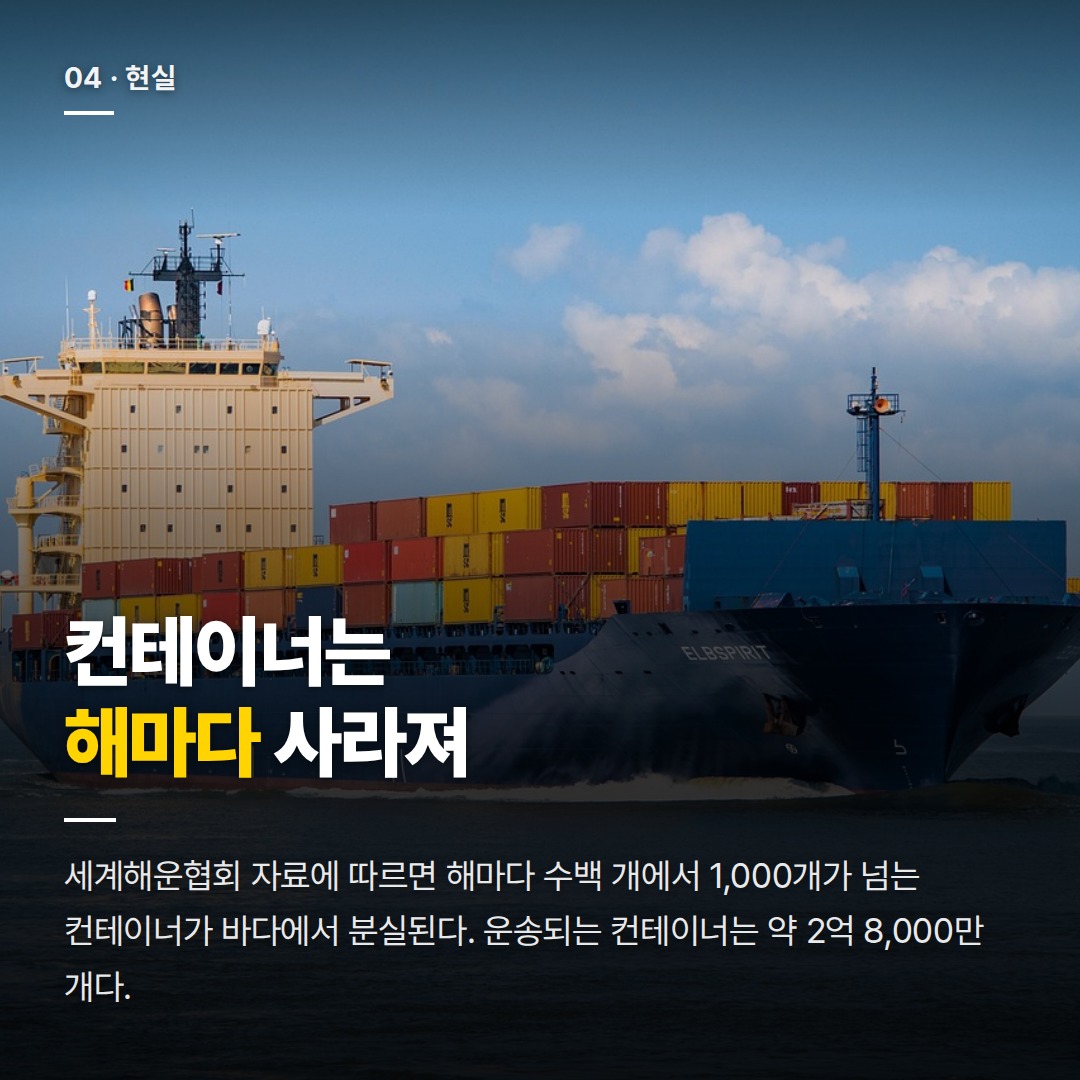 04 · 현실
ELBSPIRIT
컨테이너는
해마다 사라져
세계해운협회 자료에 따르면 해마다 수백 개에서 1,000개가 넘는
컨테이너가 바다에서 분실된다. 운송되는 컨테이너는 약 2억 8,000만
개다.